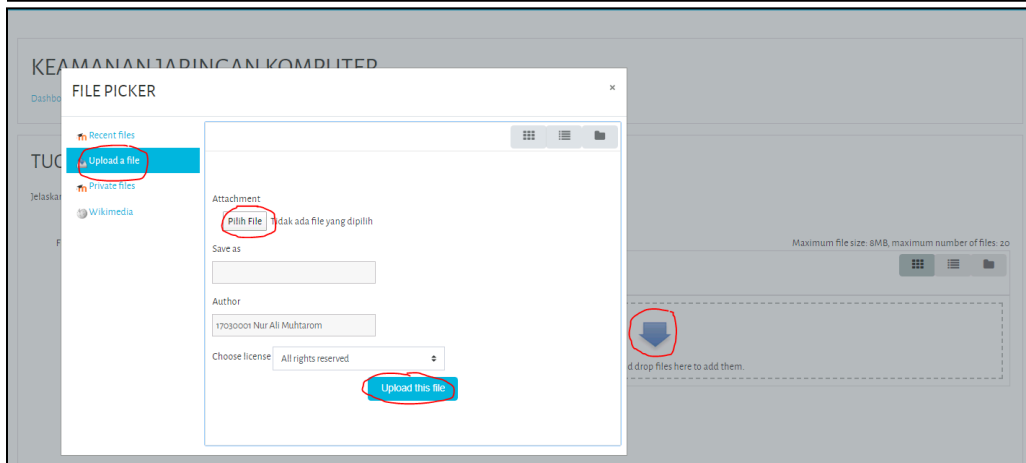 KEAMANAN JARINGAN KOMPUTER
Dashbo
FILE PICKER
×
Recent files
Upload a file
Private files
Wikimedia
TUG
Jelaskan
F
Attachment
Pilih File Tidak ada file yang dipilih
Save as
Author
17030001 Nur Ali Muhtarom
Choose license All rights reserved
Upload this file
Maximum file size: 8MB, maximum number of files: 20
d drop files here to add them.